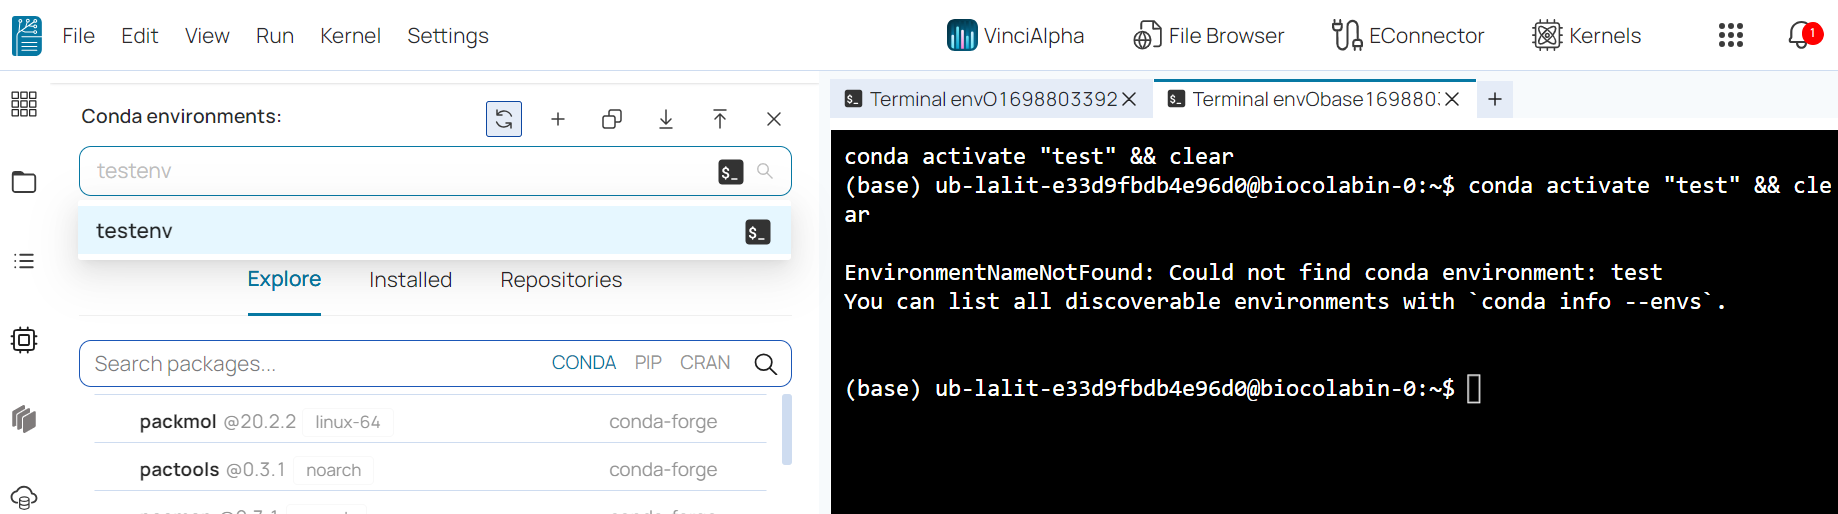 File Edit View Run Kernel Settings
VinciAlpha File Browser EConnector Kernels 1
Conda environments:
testenv $_
testenv $_
Explore Installed Repositories
Search packages... CONDA PIP CRAN
packmol @20.2.2 linux-64 conda-forge
pactools @0.3.1 noarch conda-forge
$_ Terminal envO1698803392 × $_ Terminal envObase169880 × +
conda activate "test" && clear
(base) ub-lalit-e33d9fbdb4e96d0@biocolabin-0:~$ conda activate "test" && cle
ar
EnvironmentNameNotFound: Could not find conda environment: test
You can list all discoverable environments with `conda info --envs`.
(base) ub-lalit-e33d9fbdb4e96d0@biocolabin-0:~$